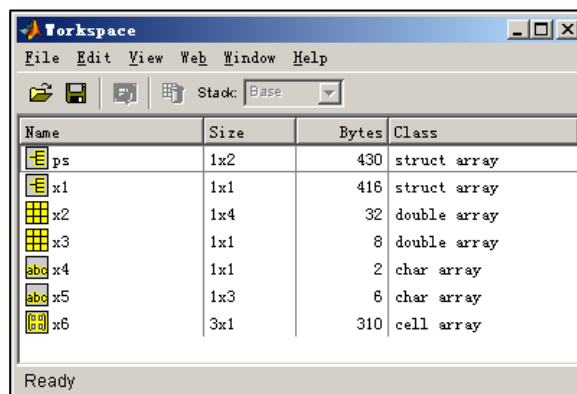 Workspace
File Edit View Web Window Help
Stack: Base
Name Size Bytes Class
ps 1x2 430 struct array
x1 1x1 416 struct array
x2 1x4 32 double array
x3 1x1 8 double array
abc x4 1x1 2 char array
abc x5 1x3 6 char array
x6 3x1 310 cell array
Ready